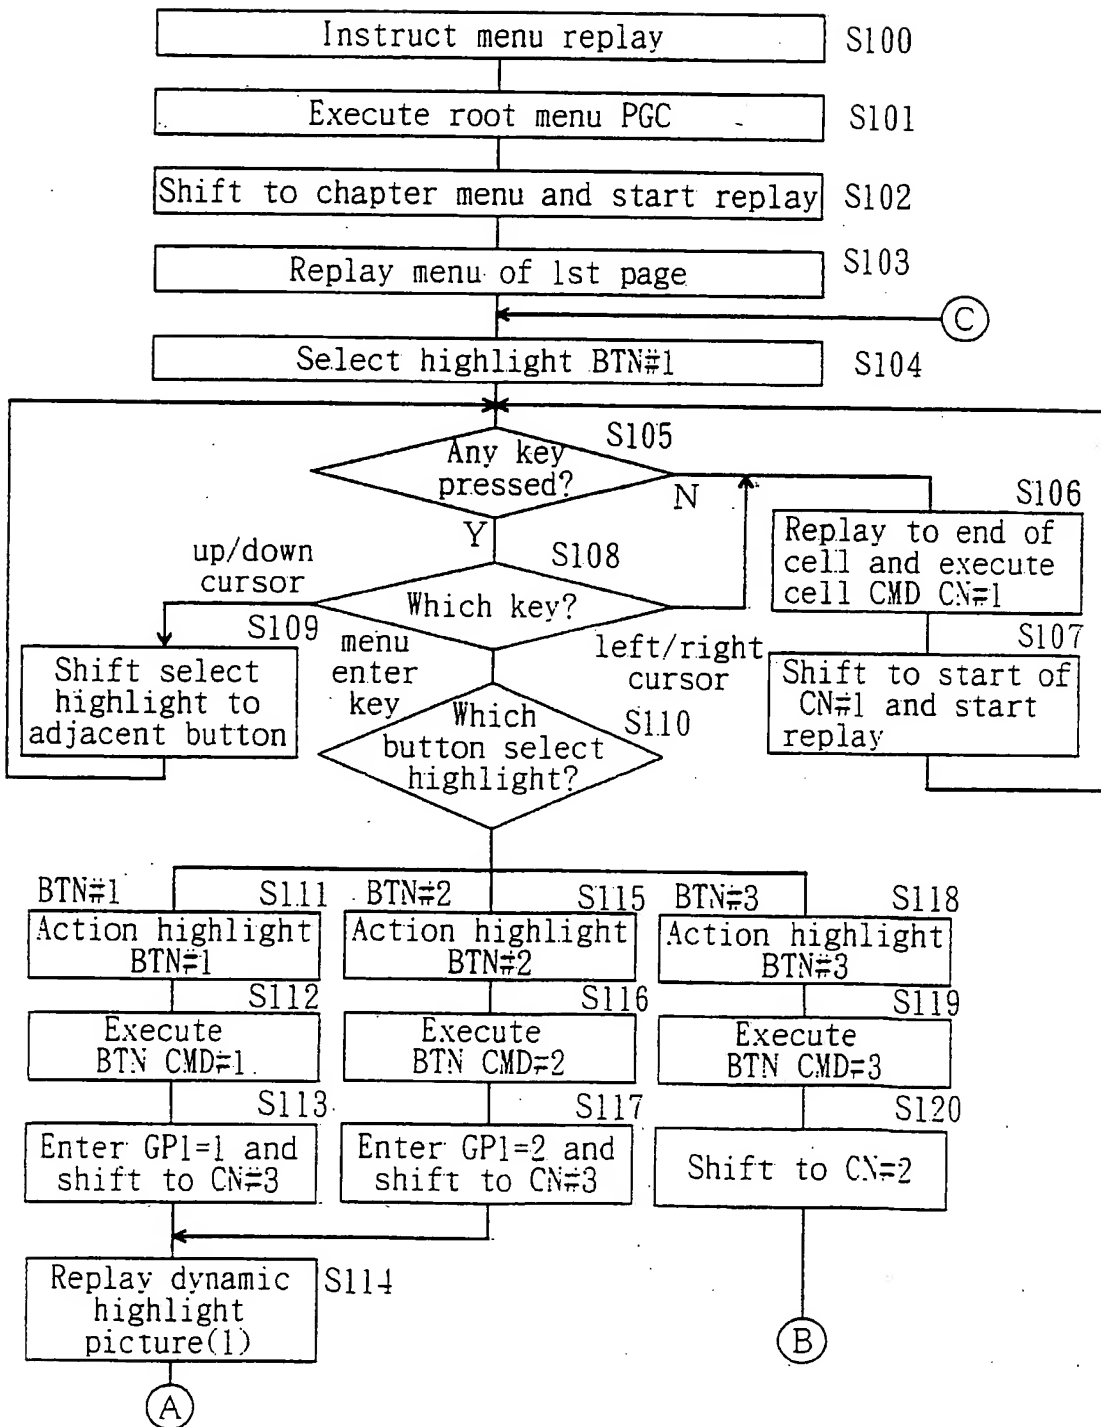 Instruct menu replay
S100
Execute root menu PGC
S101
Shift to chapter menu and start replay
S102
Replay menu of 1st page
S103
C
Select highlight BTN#1
S104
Any key
pressed?
S105
N
Y
S106
Replay to end of
cell and execute
cell CMD CN#1
up/down
cursor
S108
Which key?
S109
menu
enter
key
left/right
cursor
S107
Shift to start of
CN#1 and start
replay
Shift select
highlight to
adjacent button
Which
button select
highlight?
S110
BTN#1
S111
Action highlight
BTN#1
S112
Execute
BTN CMD#1
S113
Enter GP1=1 and
shift to CN#3
BTN#2
S115
Action highlight
BTN#2
S116
Execute
BTN CMD#2
S117
Enter GP1=2 and
shift to CN#3
BTN#3
S118
Action highlight
BTN#3
S119
Execute
BTN CMD#3
S120
Shift to CN#2
Replay dynamic
highlight
picture(1)
S114
A
B